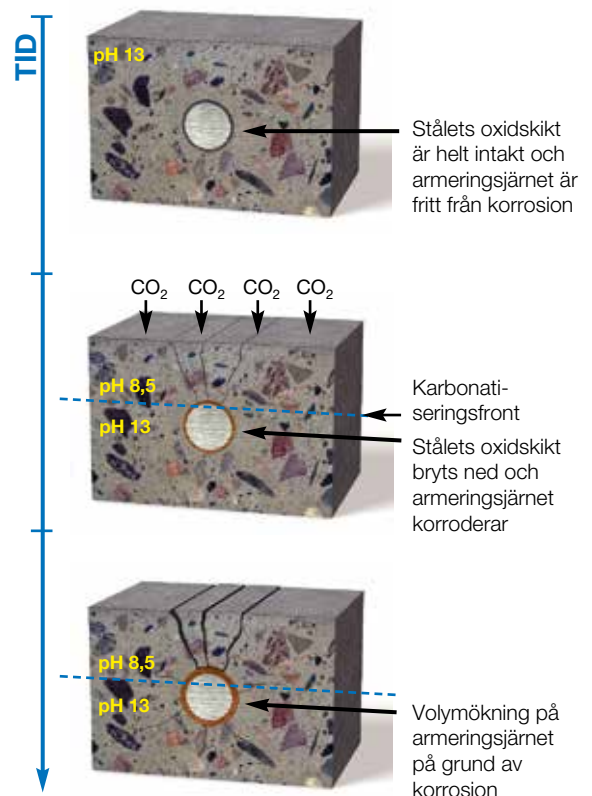 TID
pH 13
Stålets oxidskikt
är helt intakt och
armeringsjärnet är
fritt från korrosion
CO₂ CO₂ CO₂ CO₂
pH 8,5
pH 13
Karbonati-
seringsfront
Stålets oxidskikt
bryts ned och
armeringsjärnet
korroderar
pH 8,5
pH 13
Volymökning på
armeringsjärnet
på grund av
korrosion